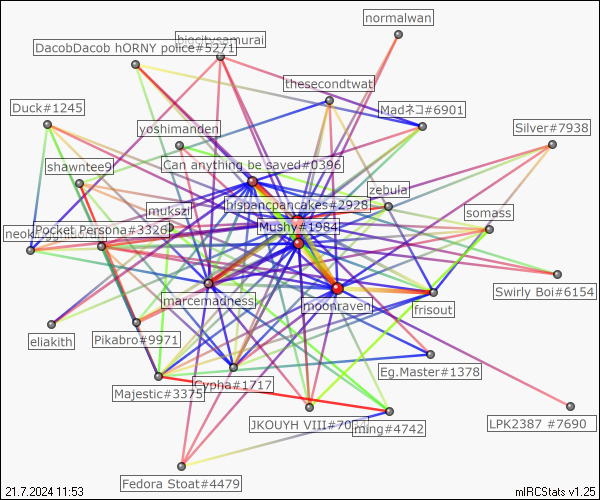 normalwan
bigcitysamurai
DacobDacob hORNY police#5271
thesecondtwat
Duck#1245
Madネコ#6901
Silver#7938
yoshimanden
shawntee9
Can anything be saved#0396
zebula
hispancpancakes#2928
mukszi
somass
Pocket Persona#3326
Mushy#1984
Swirly Boi#6154
marcemadness
moonraven
frisout
eliakith
Pikabro#9971
Eg.Master#1378
Cypha#1717
Majestic#3375
JKOUYH VIII#70
ming#4742
LPK2387 #7690
Fedora Stoat#4479
21.7.2024 11:53
mIRCStats v1.25